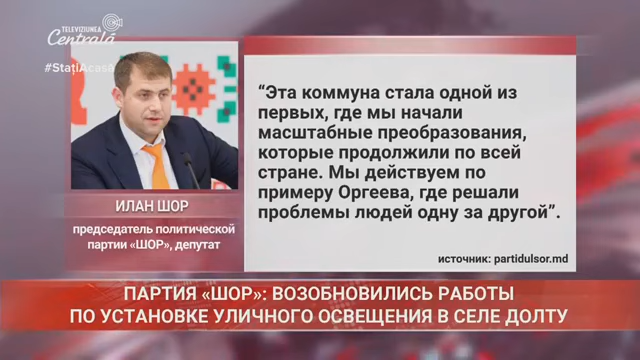 TELEVIZIUNEA
Centrală
#StațiAcasă
“Эта коммуна стала одной из
первых, где мы начали
масштабные преобразования,
которые продолжили по всей
стране. Мы действуем по
примеру Оргеева, где решали
проблемы людей одну за другой”.
источник: partidulsor.md
ИЛАН ШОР
председатель политической
партии «ШОР», депутат
ПАРТИЯ «ШОР»: ВОЗОБНОВИЛИСЬ РАБОТЫ
ПО УСТАНОВКЕ УЛИЧНОГО ОСВЕЩЕНИЯ В СЕЛЕ ДОЛТУ